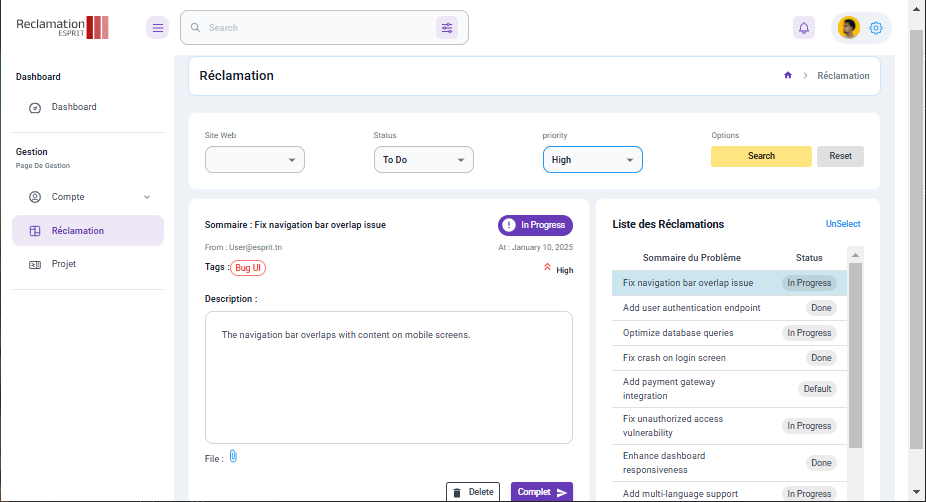 Reclamation
ESPRIT
Search
Dashboard
Dashboard
Gestion
Page De Gestion
Compte
Réclamation
Projet
Réclamation
Réclamation
Site Web
Status
priority
Options
To Do
High
Search
Reset
Sommaire : Fix navigation bar overlap issue
In Progress
From : User@esprit.tn
At : January 10, 2025
Tags :
Bug UI
High
Description :
The navigation bar overlaps with content on mobile screens.
File :
Delete
Complet
Liste des Réclamations
UnSelect
Sommaire du Problème
Status
Fix navigation bar overlap issue
In Progress
Add user authentication endpoint
Done
Optimize database queries
In Progress
Fix crash on login screen
Done
Add payment gateway
integration
Default
Fix unauthorized access
vulnerability
In Progress
Enhance dashboard
responsiveness
Done
Add multi-language support
In Progress